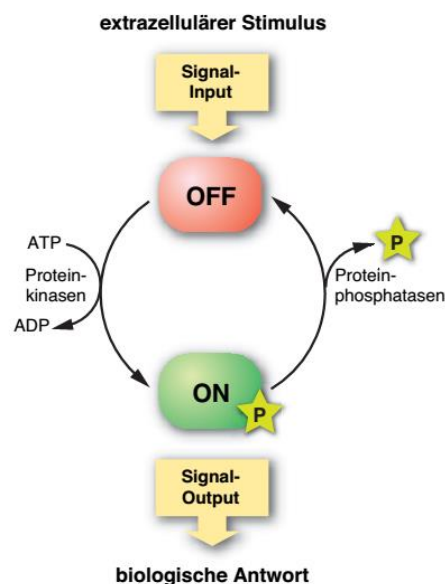 extrazellulärer Stimulus
Signal-
Input
OFF
ATP
Protein-
kinasen
ADP
P
Protein-
phosphatasen
ON
P
Signal-
Output
biologische Antwort